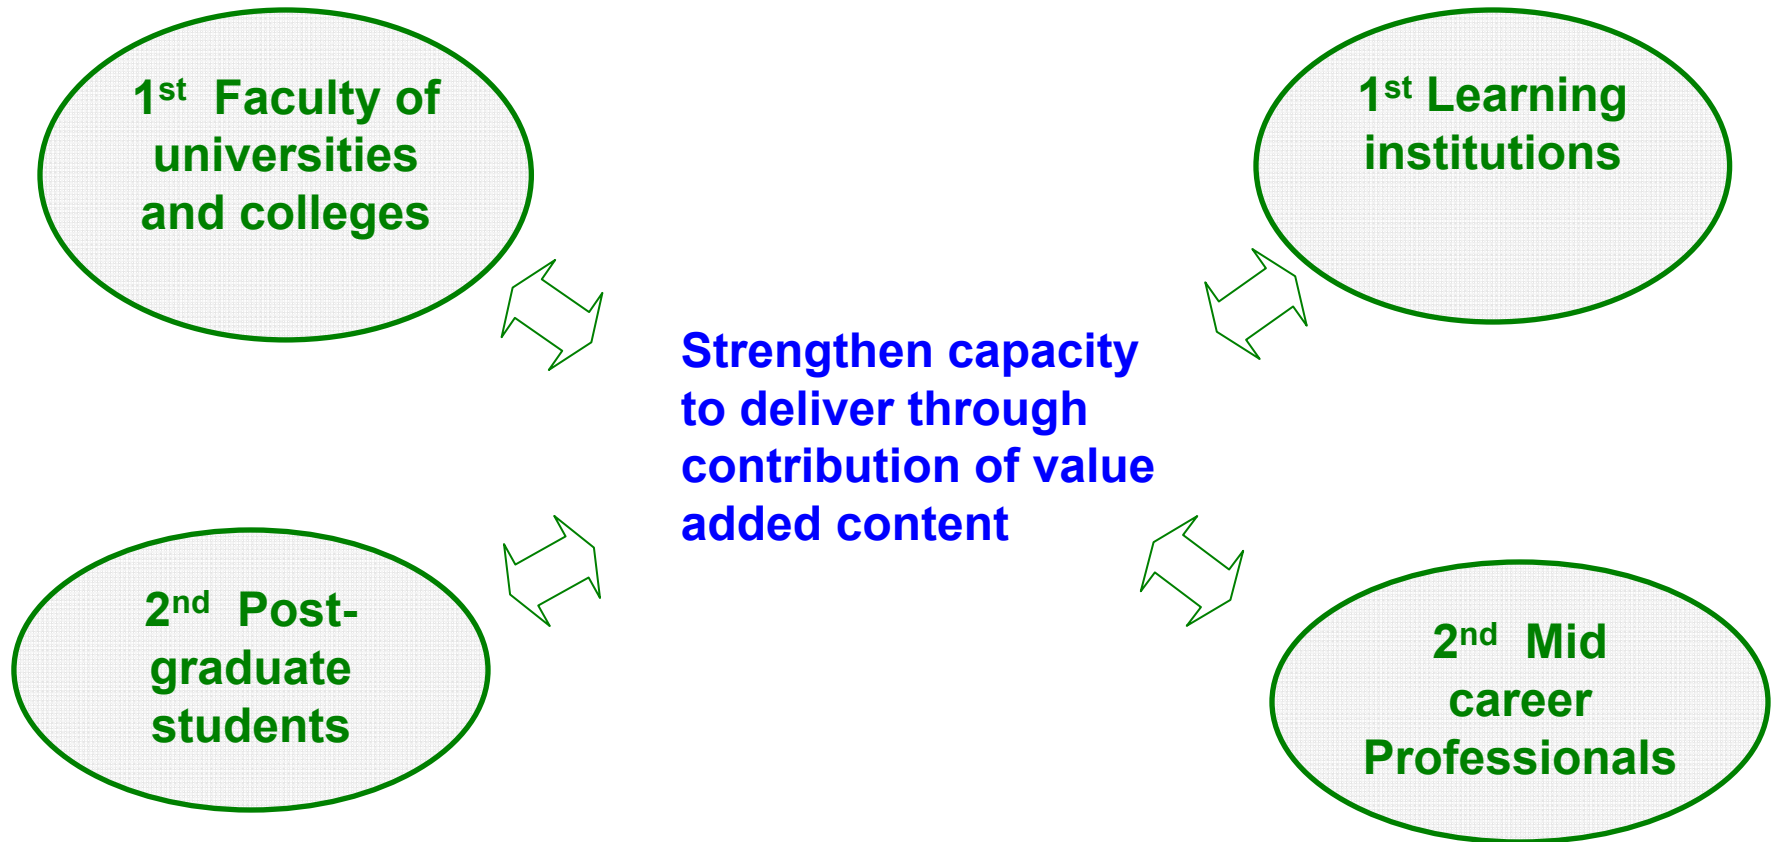 1st Faculty of
universities
and colleges
1st Learning
institutions
Strengthen capacity
to deliver through
contribution of value
added content
2nd Post-
graduate
students
2nd Mid
career
Professionals